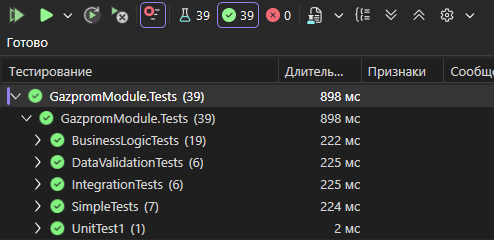 39 39 0
Готово
Тестирование Длитель... Признаки Сообще
GazpromModule.Tests (39) 898 мс
GazpromModule.Tests (39) 898 мс
BusinessLogicTests (19) 222 мс
DataValidationTests (6) 225 мс
IntegrationTests (6) 225 мс
SimpleTests (7) 224 мс
UnitTest1 (1) 2 мс